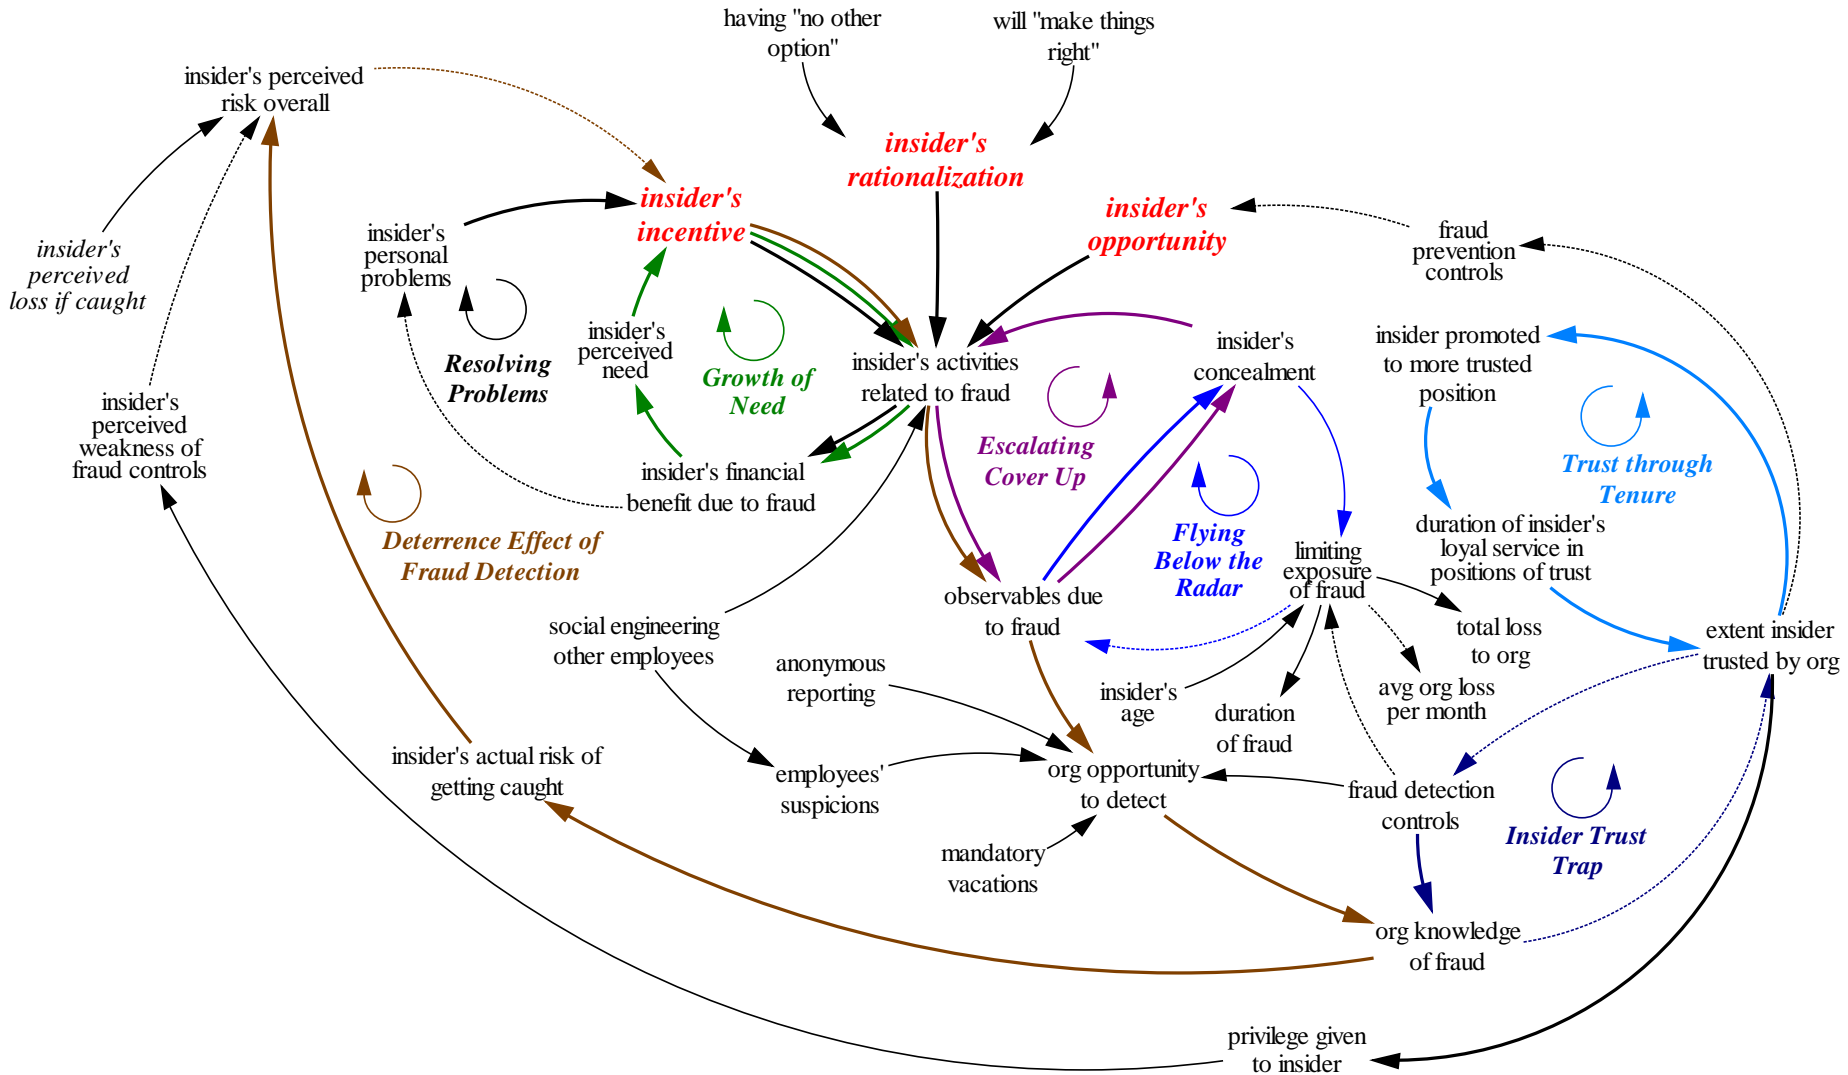 having "no other
option"
will "make things
right"
insider's perceived
risk overall
insider's
rationalization
insider's
incentive
insider's
opportunity
insider's
perceived
loss if caught
insider's
personal
problems
fraud
prevention
controls
Resolving
Problems
insider's
perceived
need
Growth of
Need
insider's activities
related to fraud
insider's
concealment
insider promoted
to more trusted
position
insider's
perceived
weakness of
fraud controls
insider's financial
benefit due to fraud
Escalating
Cover Up
Trust through
Tenure
Deterrence Effect of
Fraud Detection
Flying
Below the
Radar
limiting
exposure
of fraud
duration of insider's
loyal service in
positions of trust
observables due
to fraud
social engineering
other employees
total loss
to org
extent insider
trusted by org
anonymous
reporting
insider's
age
duration
of fraud
avg org loss
per month
insider's actual risk of
getting caught
employees'
suspicions
org opportunity
to detect
fraud detection
controls
Insider Trust
Trap
mandatory
vacations
org knowledge
of fraud
privilege given
to insider